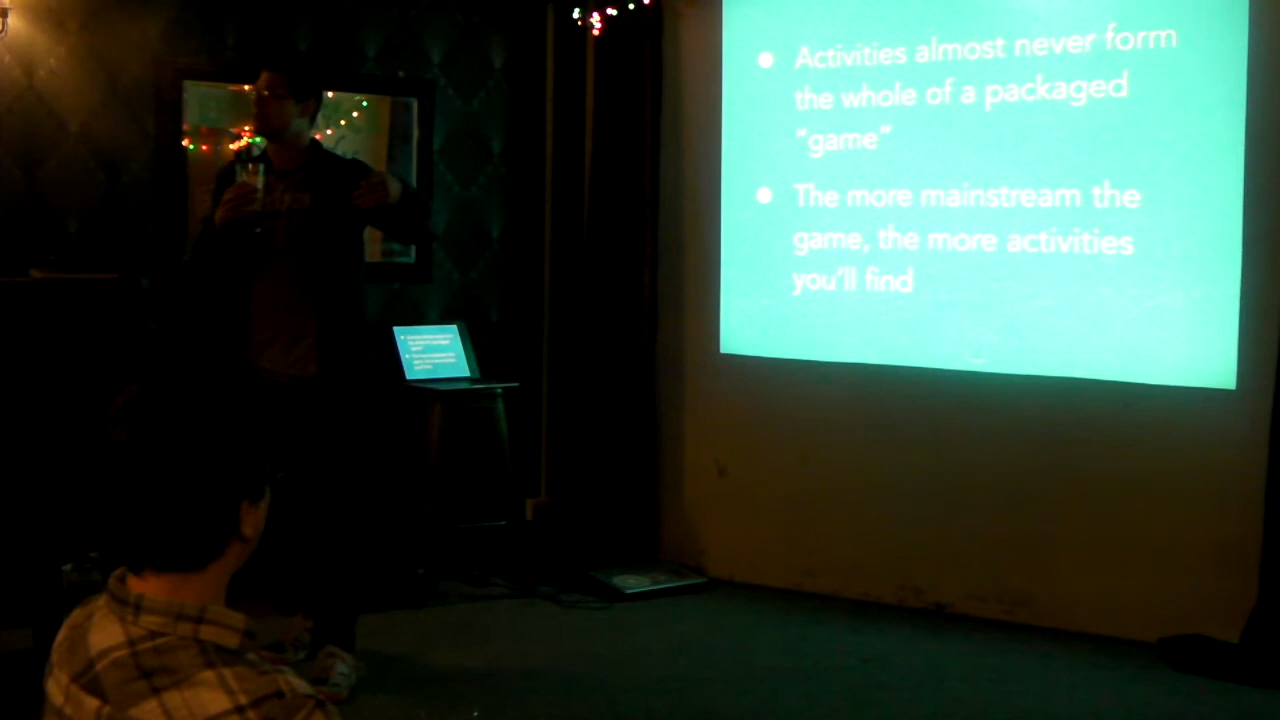 Activities almost never form
the whole of a packaged
“game”
The more mainstream the
game, the more activities
you'll find